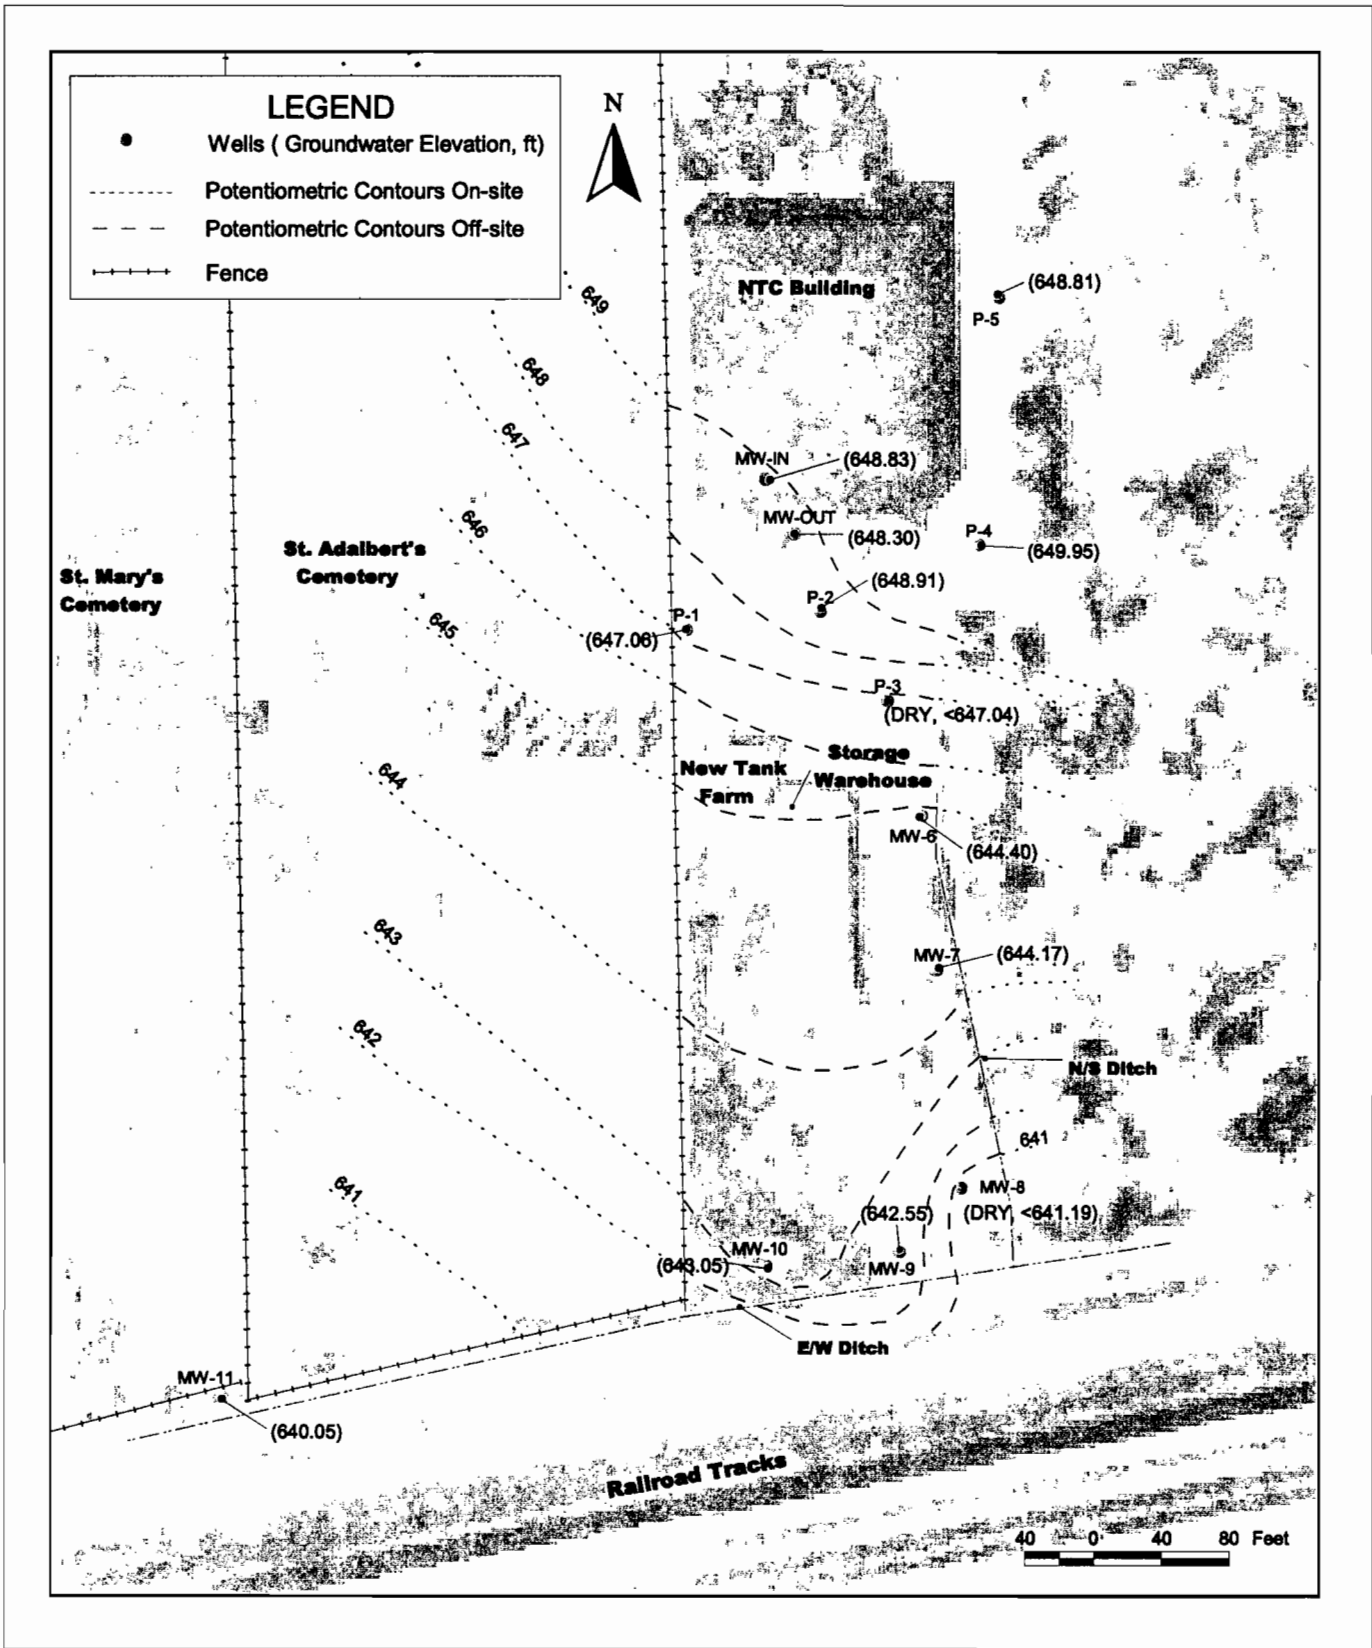 LEGEND
Wells ( Groundwater Elevation, ft)
Potentiometric Contours On-site
Potentiometric Contours Off-site
Fence
N
NTC Building
(648.81)
P-5
649
648
647
MW-IN
(648.83)
MW-OUT
(648.30)
P-4
(649.95)
646
St. Adalbert's
Cemetery
St. Mary's
Cemetery
(648.91)
P-2
645
P-1
(647.06)
P-3
(DRY, <647.04)
Storage
Warehouse
New Tank
Farm
644
MW-6
(644.40)
643
MW-7
(644.17)
642
N/S Ditch
641
641
MW-8
(DRY, <641.19)
(642.55)
MW-9
MW-10
(643.05)
E/W Ditch
MW-11
(640.05)
Railroad Tracks
40 0 40 80 Feet